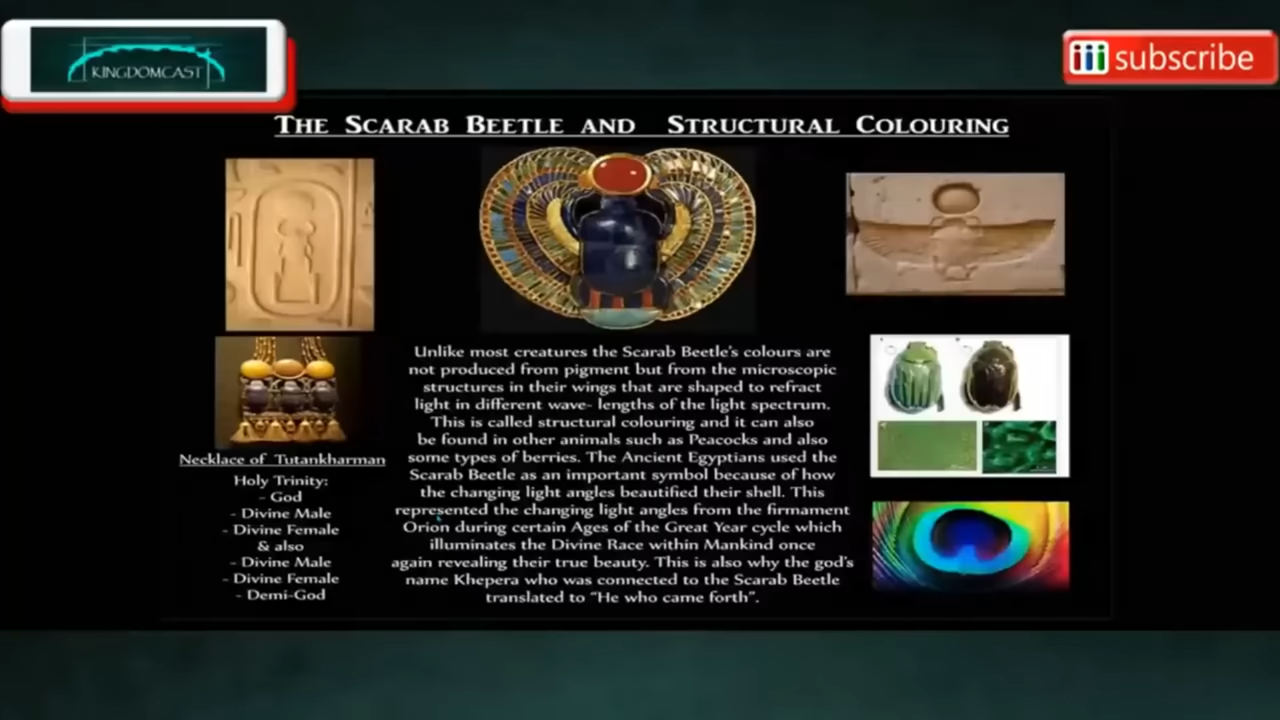 KINGDOMCAST
subscribe
The Scarab Beetle and Structural Colouring
Necklace of Tutankharman
Holy Trinity:
- God
- Divine Male
- Divine Female
& also
- Divine Male
- Divine Female
- Demi-God
Unlike most creatures the Scarab Beetle's colours are
not produced from pigment but from the microscopic
structures in their wings that are shaped to refract
light in different wave- lengths of the light spectrum.
This is called structural colouring and it can also
be found in other animals such as Peacocks and also
some types of berries. The Ancient Egyptians used the
Scarab Beetle as an important symbol because of how
the changing light angles beautified their shell. This
represented the changing light angles from the firmament
Orion during certain Ages of the Great Year cycle which
illuminates the Divine Race within Mankind once
again revealing their true beauty. This is also why the god's
name Khepera who was connected to the Scarab Beetle
translated to "He who came forth".